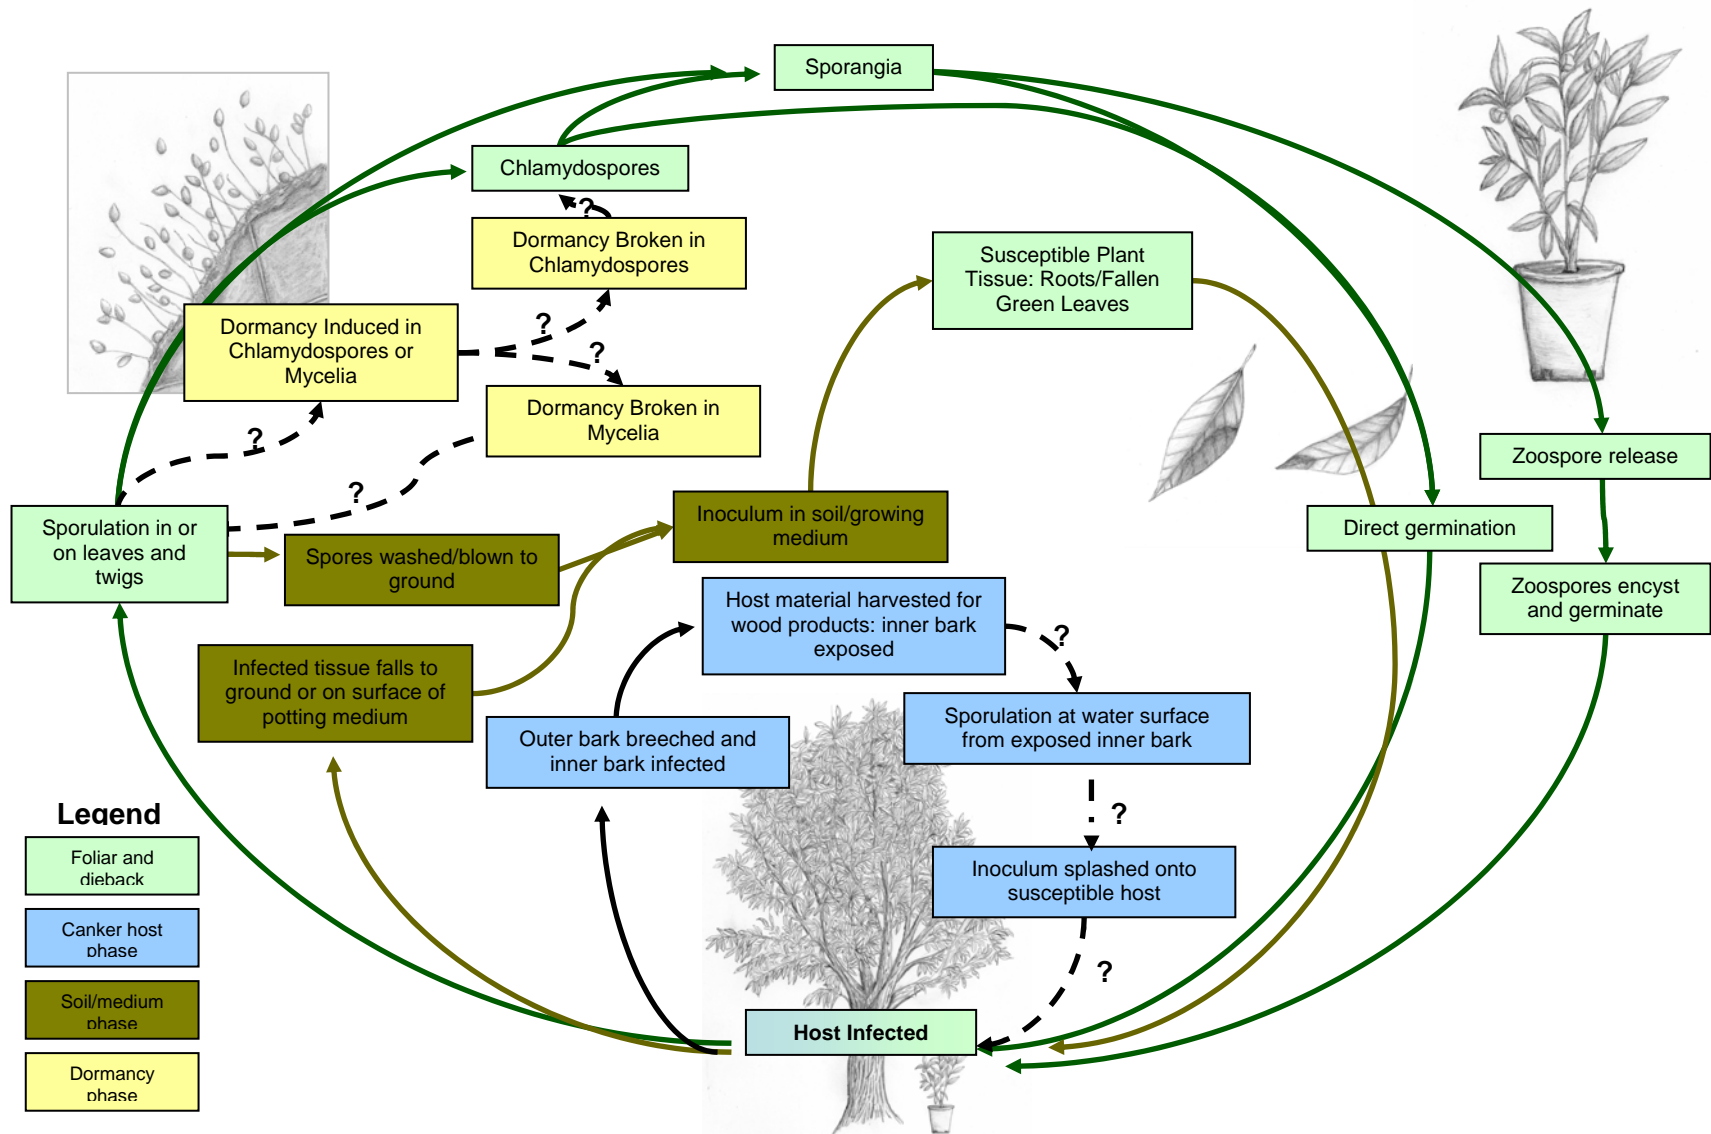 Sporangia
Chlamydospores
?
Dormancy Broken in
Chlamydospores
Susceptible Plant
Tissue: Roots/Fallen
Green Leaves
Dormancy Induced in
Chlamydospores or
Mycelia
?
?
Dormancy Broken in
Mycelia
?
?
Zoospore release
Sporulation in or
on leaves and
twigs
Spores washed/blown to
ground
Inoculum in soil/growing
medium
Direct germination
Zoospores encyst
and germinate
Host material harvested for
wood products: inner bark
exposed
?
Infected tissue falls to
ground or on surface of
potting medium
Outer bark breeched and
inner bark infected
Sporulation at water surface
from exposed inner bark
?
Inoculum splashed onto
susceptible host
?
Host Infected
Legend
Foliar and
dieback
Canker host
phase
Soil/medium
phase
Dormancy
phase